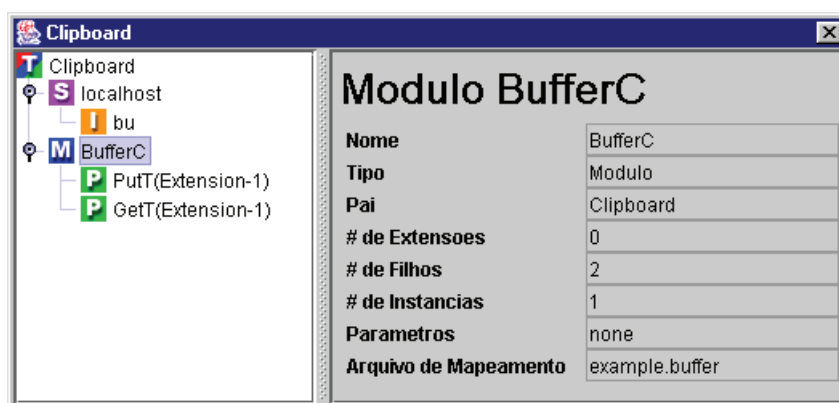 Clipboard
T Clipboard
S localhost
I bu
M BufferC
P PutT(Extension-1)
P GetT(Extension-1)
Modulo BufferC
Nome BufferC
Tipo Modulo
Pai Clipboard
# de Extensoes 0
# de Filhos 2
# de Instancias 1
Parametros none
Arquivo de Mapeamento example.buffer